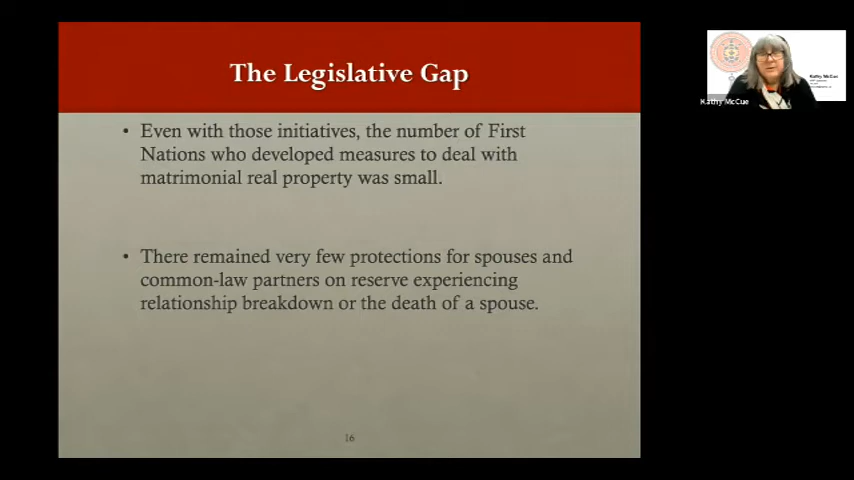 The Legislative Gap
• Even with those initiatives, the number of First
Nations who developed measures to deal with
matrimonial real property was small.
• There remained very few protections for spouses and
common-law partners on reserve experiencing
relationship breakdown or the death of a spouse.
16
Kathy McCue
Kathy McCue